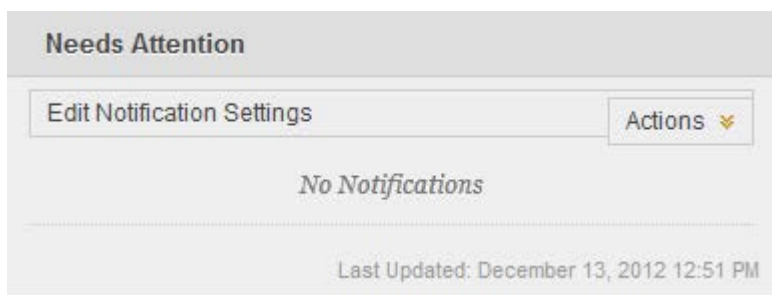 Needs Attention
Edit Notification Settings
Actions
No Notifications
Last Updated: December 13, 2012 12:51 PM